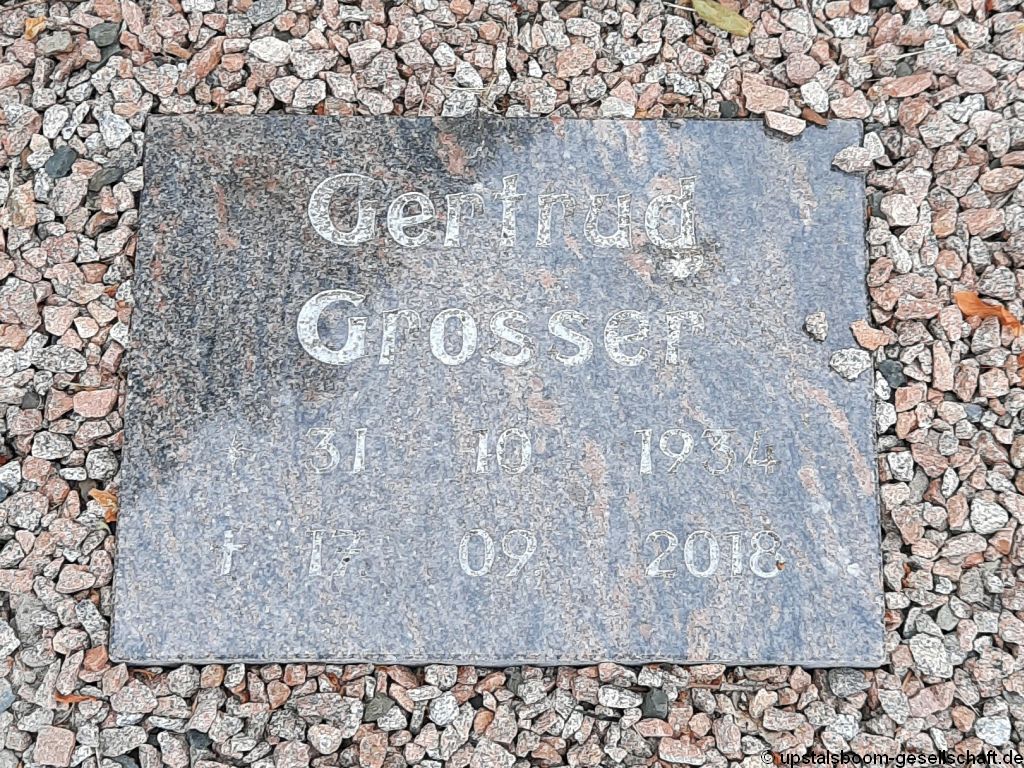 Gertrud
Grosser
* 31 10 1934
† 17 09 2018
© upstalsboom-gesellschaft.de